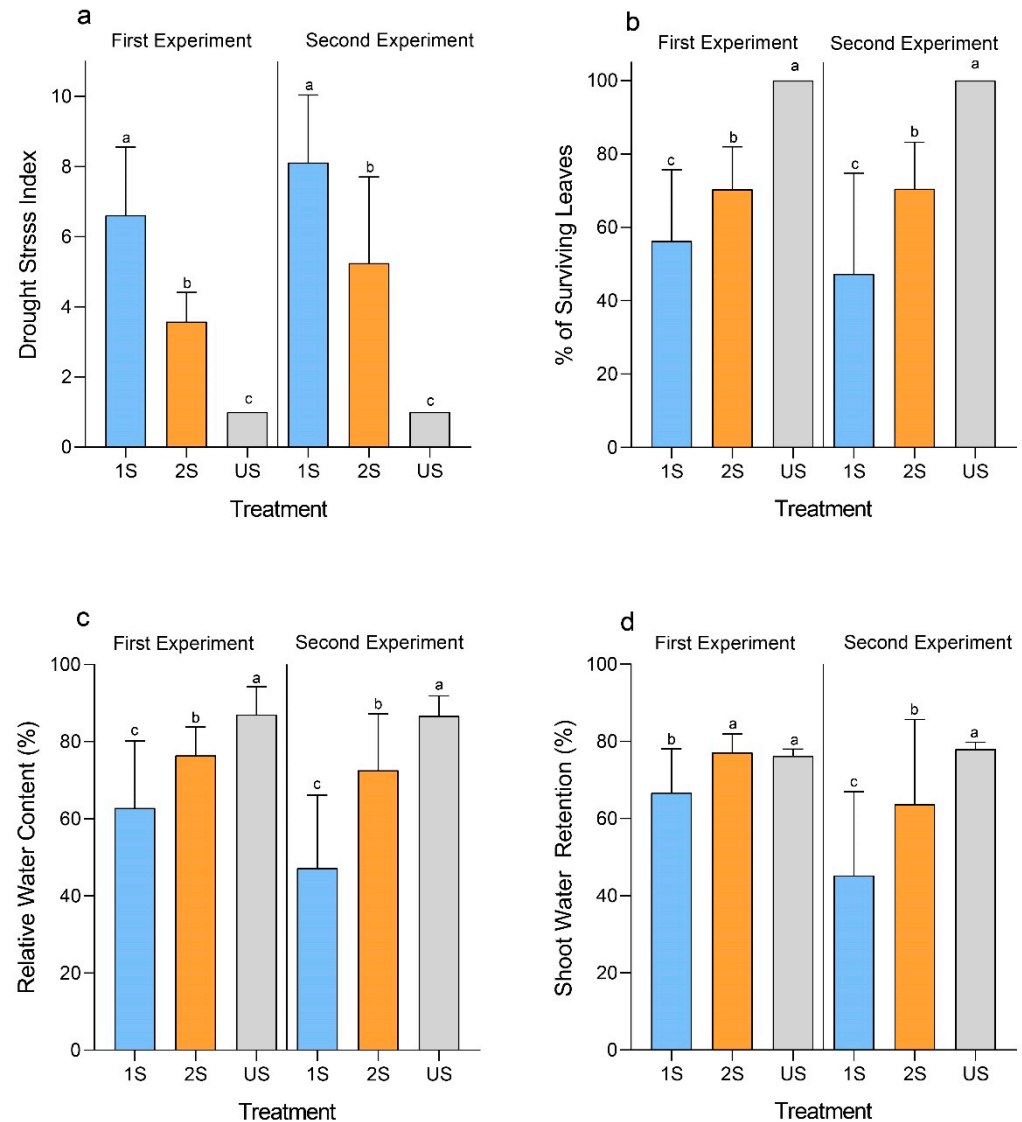 a
First Experiment Second Experiment
Drought Strsss Index
10
8
6
4
2
0
a
b
c
a
b
c
1S 2S US 1S 2S US
Treatment
b
First Experiment Second Experiment
% of Surviving Leaves
100
80
60
40
20
0
c
b
a
c
b
a
1S 2S US 1S 2S US
Treatment
c
First Experiment Second Experiment
Relative Water Content (%)
100
80
60
40
20
0
c
b
a
c
b
a
1S 2S US 1S 2S US
Treatment
d
First Experiment Second Experiment
Shoot Water Retention (%)
100
80
60
40
20
0
b
a
a
c
b
a
1S 2S US 1S 2S US
Treatment